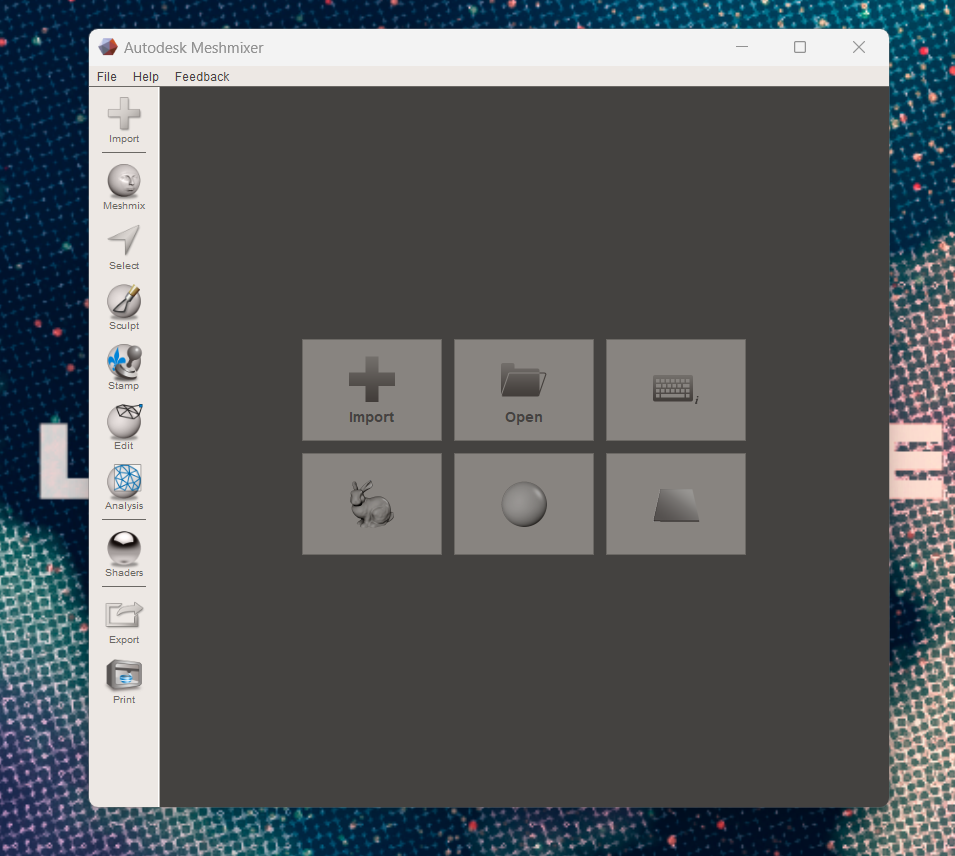 Autodesk Meshmixer
File Help Feedback
Import
Meshmix
Select
Sculpt
Stamp
Edit
Analysis
Shaders
Export
Print
Import Open
i
L E